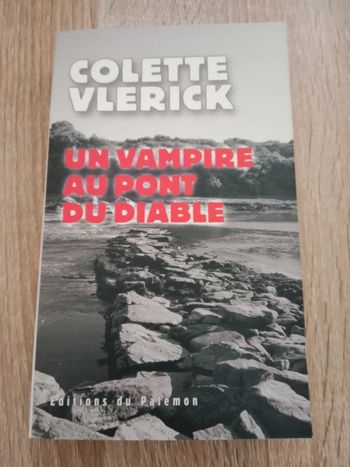 COLETTE
VLERICK
UN VAMPIRE
AU PONT
DU DIABLE
Editions du Palémon